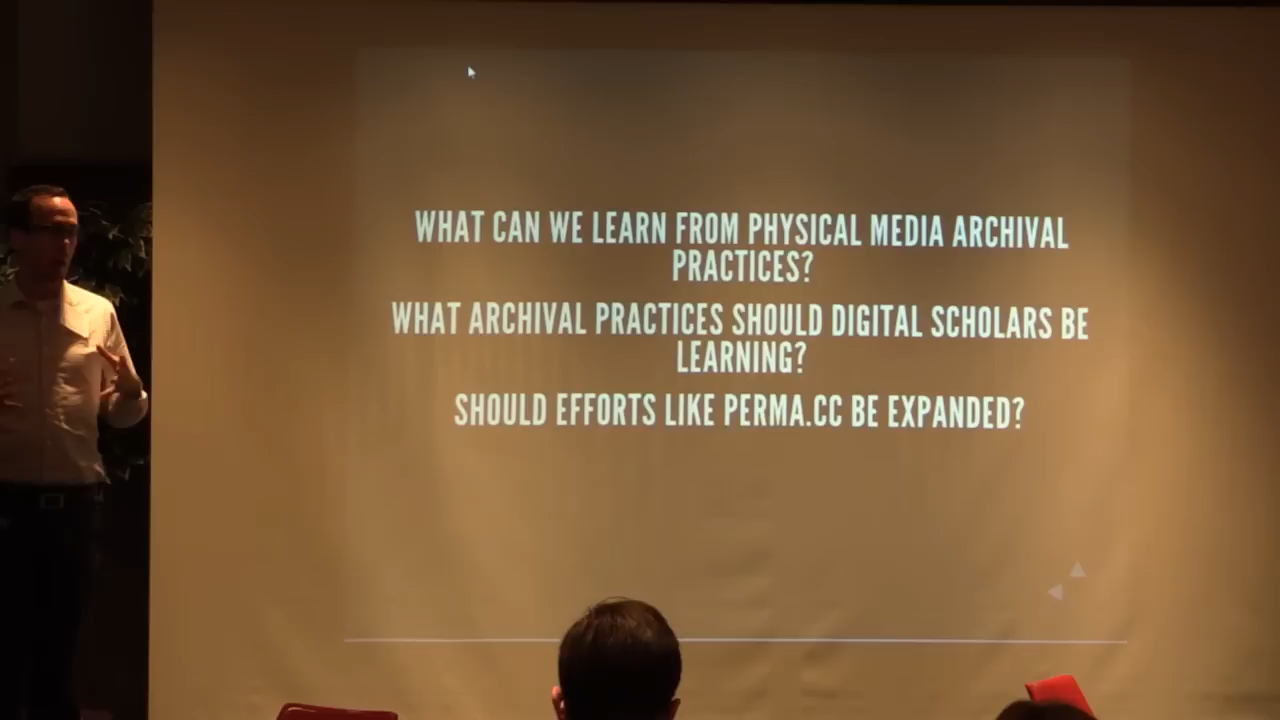 WHAT CAN WE LEARN FROM PHYSICAL MEDIA ARCHIVAL
PRACTICES?
WHAT ARCHIVAL PRACTICES SHOULD DIGITAL SCHOLARS BE
LEARNING?
SHOULD EFFORTS LIKE PERMA.CC BE EXPANDED?